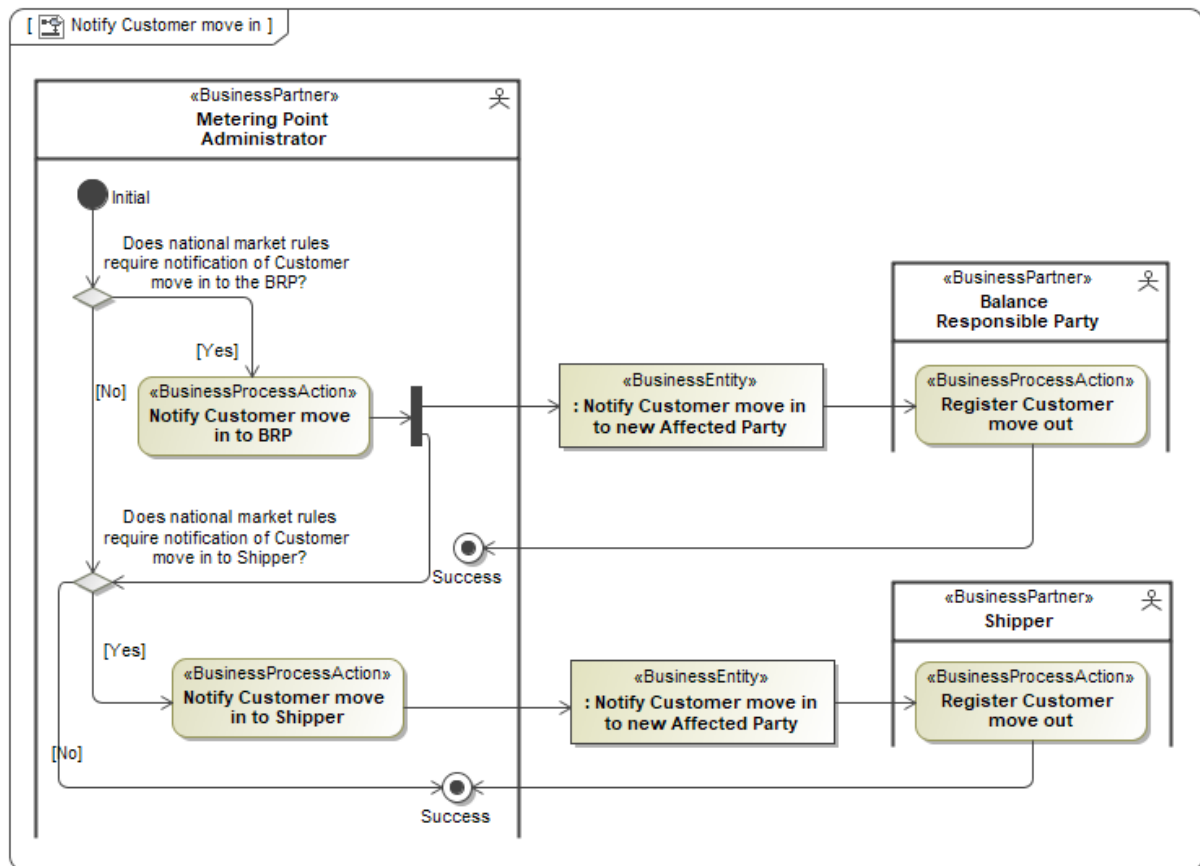 [ Notify Customer move in ]
«BusinessPartner»
Metering Point
Administrator
Initial
Does national market rules
require notification of Customer
move in to the BRP?
[Yes]
[No]
«BusinessProcessAction»
Notify Customer move
in to BRP
«BusinessEntity»
: Notify Customer move in
to new Affected Party
«BusinessPartner»
Balance
Responsible Party
«BusinessProcessAction»
Register Customer
move out
Does national market rules
require notification of Customer
move in to Shipper?
Success
[Yes]
«BusinessProcessAction»
Notify Customer move
in to Shipper
«BusinessEntity»
: Notify Customer move in
to new Affected Party
«BusinessPartner»
Shipper
«BusinessProcessAction»
Register Customer
move out
[No]
Success